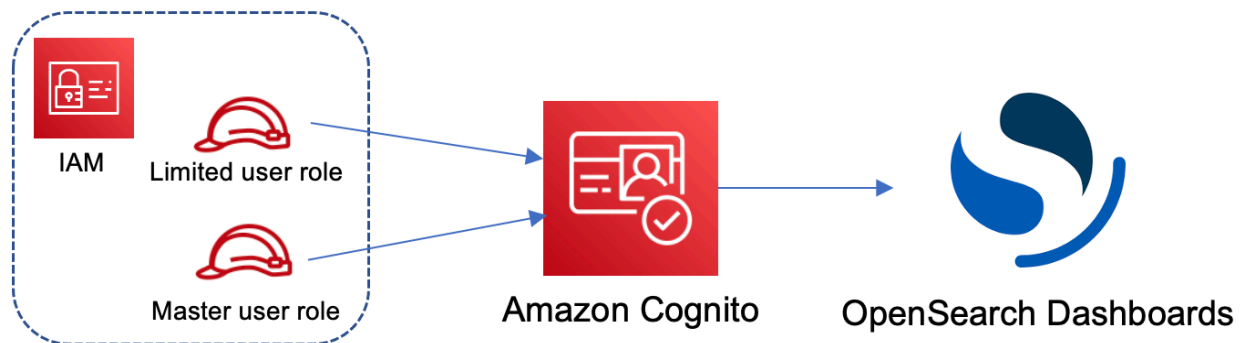 IAM
Limited user role
Master user role
Amazon Cognito
OpenSearch Dashboards